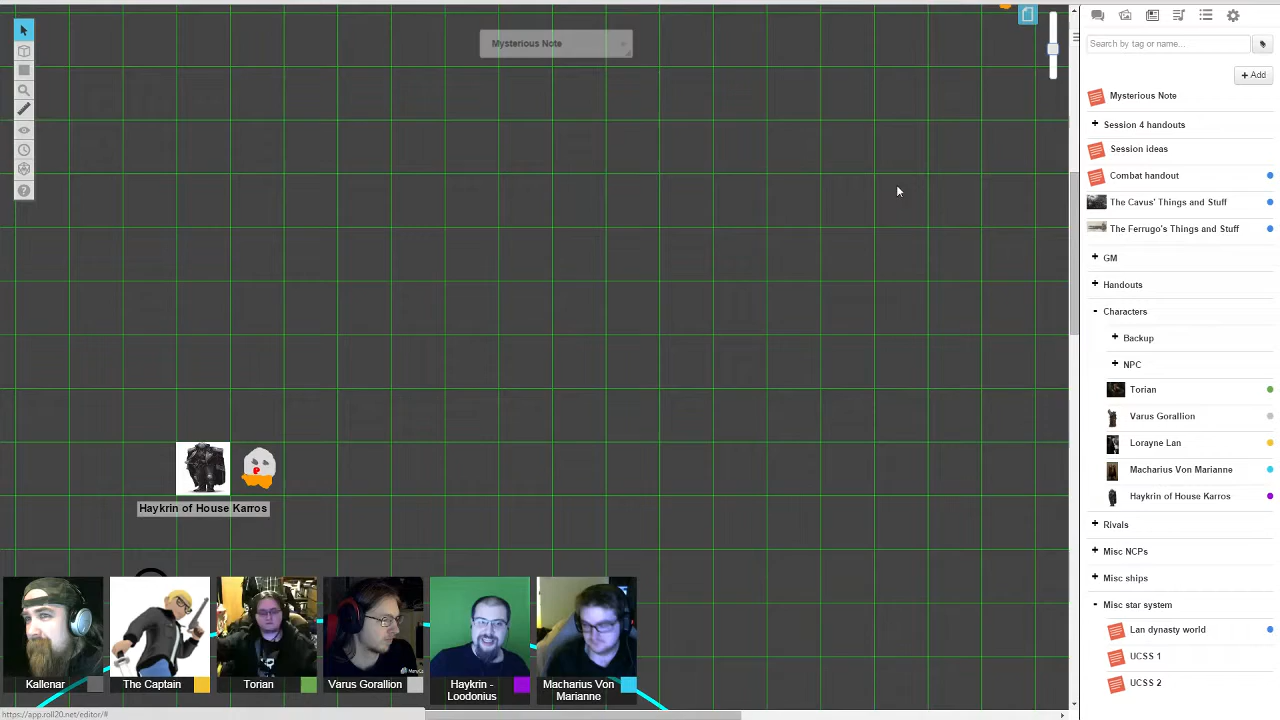 Mysterious Note
Search by tag or name...
+ Add
Mysterious Note
Session 4 handouts
Session ideas
Combat handout
The Cavus' Things and Stuff
The Ferrugo's Things and Stuff
GM
Handouts
Characters
Backup
NPC
Torian
Varus Gorallion
Lorayne Lan
Macharius Von Marianne
Haykrin of House Karros
Rivals
Misc NCPs
Misc ships
Misc star system
Lan dynasty world
UCSS 1
UCSS 2
Haykrin of House Karros
Kallenar
The Captain
Torian
Varus Gorallion
Haykrin -
Loodonius
Macharius Von
Marianne
https://app.roll20.net/editor/#